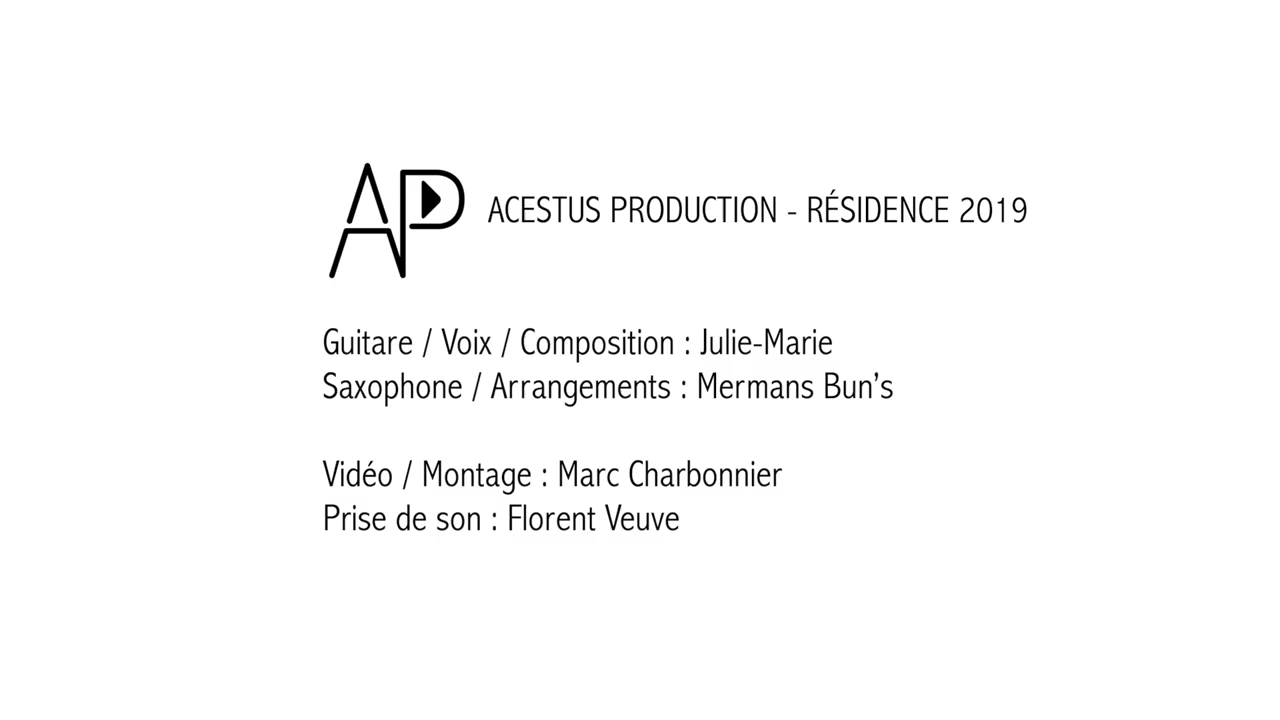 AP
ACESTUS PRODUCTION - RÉSIDENCE 2019
Guitare / Voix / Composition : Julie-Marie
Saxophone / Arrangements : Mermans Bun’s
Vidéo / Montage : Marc Charbonnier
Prise de son : Florent Veuve